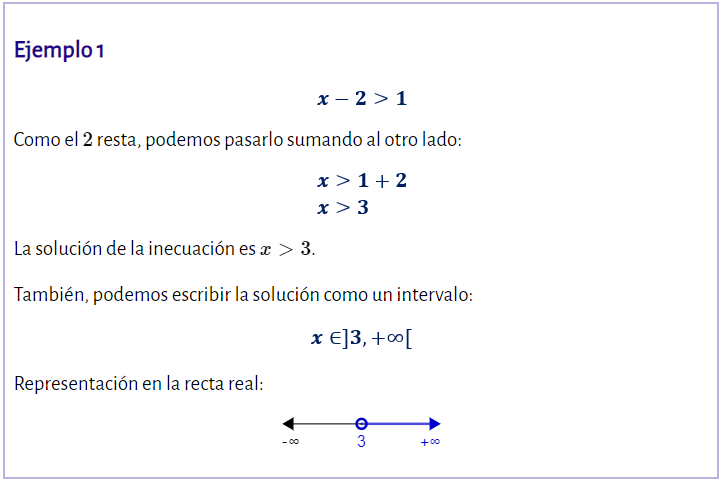 Ejemplo 1
x − 2 > 1
Como el 2 resta, podemos pasarlo sumando al otro lado:
x > 1 + 2
x > 3
La solución de la inecuación es x > 3.
También, podemos escribir la solución como un intervalo:
x ∈]3, +∞[
Representación en la recta real:
-∞ 3 +∞